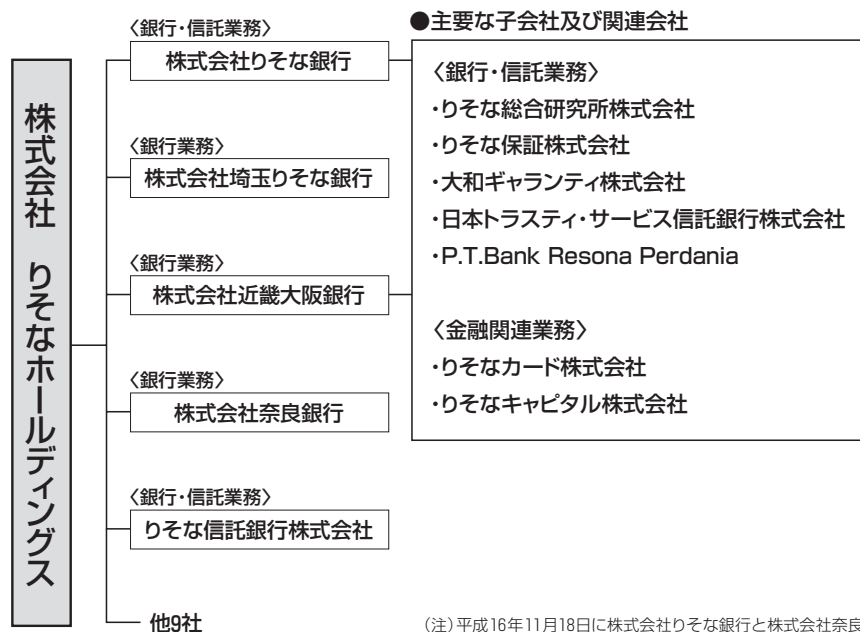 株式会社 りそなホールディングス
〈銀行・信託業務〉
株式会社りそな銀行
〈銀行業務〉
株式会社埼玉りそな銀行
〈銀行業務〉
株式会社近畿大阪銀行
〈銀行業務〉
株式会社奈良銀行
〈銀行・信託業務〉
りそな信託銀行株式会社
他9社
●主要な子会社及び関連会社
〈銀行・信託業務〉
・りそな総合研究所株式会社
・りそな保証株式会社
・大和ギャランティ株式会社
・日本トラスティ・サービス信託銀行株式会社
・P.T.Bank Resona Perdania
〈金融関連業務〉
・りそなカード株式会社
・りそなキャピタル株式会社
(注)平成16年11月18日に株式会社りそな銀行と株式会社奈良